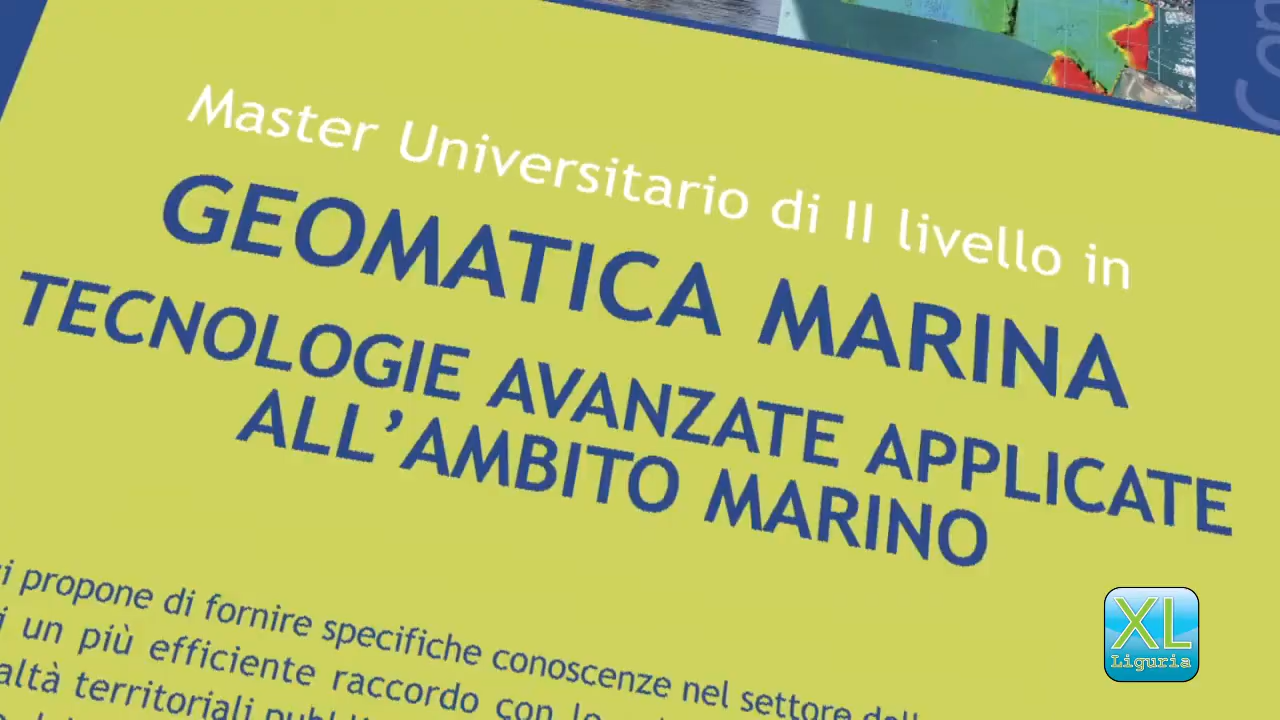 Master Universitario di II livello in
GEOMATICA MARINA
TECNOLOGIE AVANZATE APPLICATE
ALL'AMBITO MARINO
propone di fornire specifiche conoscenze nel settore
un più efficiente raccordo con
territoriali
XL
Liguria